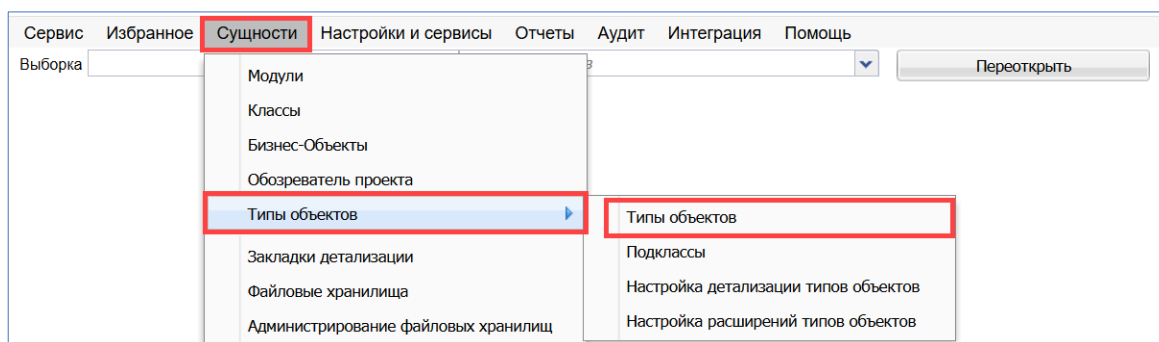 Сервис Избранное Сущности Настройки и сервисы Отчеты Аудит Интеграция Помощь
Выборка Переоткрыть
Модули
Классы
Бизнес-Объекты
Обозреватель проекта
Типы объектов
Закладки детализации
Файловые хранилища
Администрирование файловых хранилищ
Типы объектов
Подклассы
Настройка детализации типов объектов
Настройка расширений типов объектов